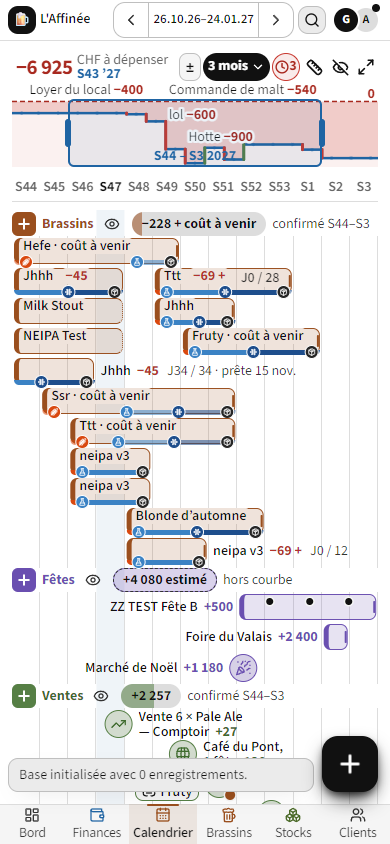 L'Affinée
26.10.26–24.01.27
G
A
−6 925 CHF à dépenser
S43 ’27
±
3 mois
3
Loyer du local −400
Commande de malt −540
0
lol −600
Hotte −900
S44 – S3 2027
S44 S45 S46 S47 S48 S49 S50 S51 S52 S53 S1 S2 S3
Brassins
−228 + coût à venir
confirmé S44–S3
Hefe · coût à venir
Jhhh −45
Ttt −69 + J0 / 28
Milk Stout
Jhhh
NEIPA Test
Fruty · coût à venir
Jhhh −45 J34 / 34 · prête 15 nov.
Ssr · coût à venir
Ttt · coût à venir
neipa v3
neipa v3
Blonde d’automne
neipa v3 −69 + J0 / 12
Fêtes
+4 080 estimé
hors courbe
ZZ TEST Fête B +500
Foire du Valais +2 400
Marché de Noël +1 180
Ventes
+2 257
confirmé S44–S3
Vente 6 × Pale Ale
— Comptoir +27
Café du Pont,
Base initialisée avec 0 enregistrements.
Fruty
Bord
Finances
Calendrier
Brassins
Stocks
Clients